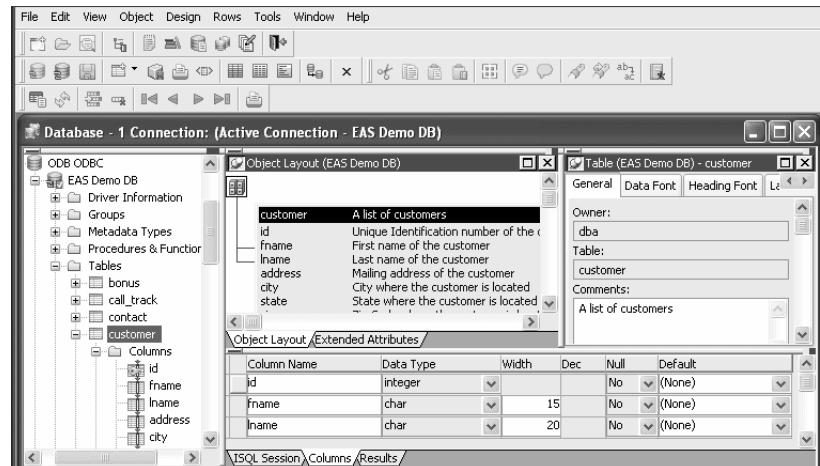 File Edit View Object Design Rows Tools Window Help
Database - 1 Connection: (Active Connection - EAS Demo DB)
ODB ODBC
EAS Demo DB
Driver Information
Groups
Metadata Types
Procedures & Function
Tables
bonus
call_track
contact
customer
Columns
id
fname
lname
address
city
Object Layout (EAS Demo DB)
customer A list of customers
id Unique Identification number of the
fname First name of the customer
lname Last name of the customer
address Mailing address of the customer
city City where the customer is located
state State where the customer is located
Object Layout Extended Attributes
Table (EAS Demo DB) - customer
General Data Font Heading Font
Owner:
dba
Table:
customer
Comments:
A list of customers
Column Name Data Type Width Dec Null Default
id integer No (None)
fname char 15 No (None)
lname char 20 No (None)
ISQL Session Columns Results